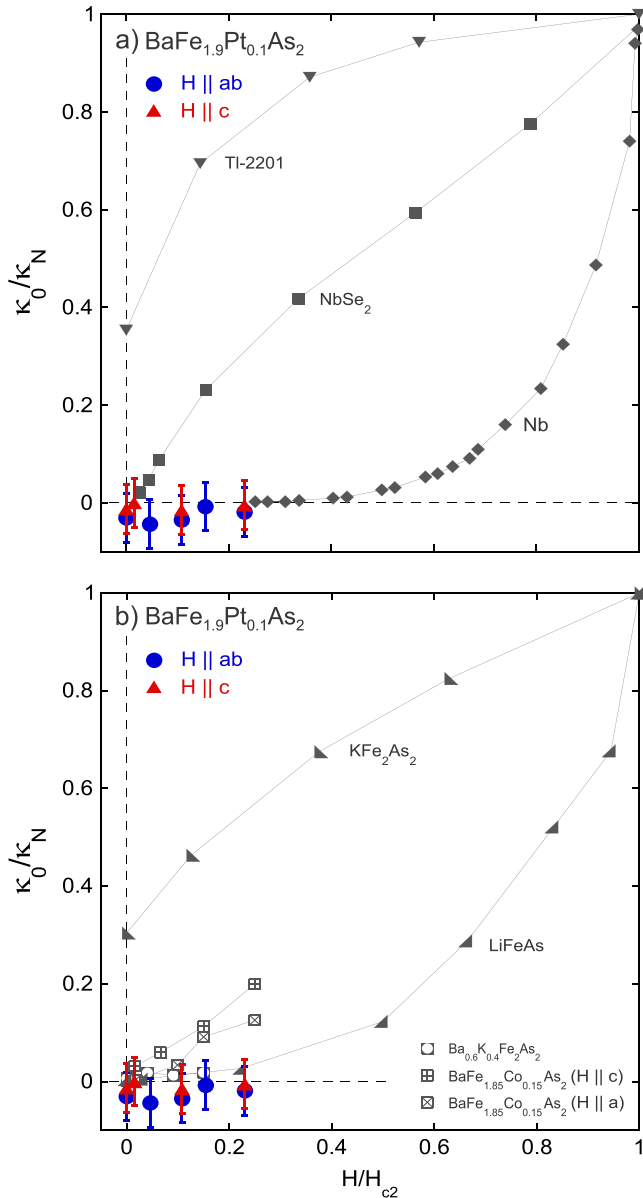 a) BaFe1.9Pt0.1As2
H || ab
H || c
Tl-2201
NbSe2
Nb
κ0/κN
1
0.8
0.6
0.4
0.2
0
b) BaFe1.9Pt0.1As2
H || ab
H || c
KFe2As2
LiFeAs
Ba0.6K0.4Fe2As2
BaFe1.85Co0.15As2 (H || c)
BaFe1.85Co0.15As2 (H || a)
κ0/κN
1
0.8
0.6
0.4
0.2
0
0 0.2 0.4 0.6 0.8 1
H/Hc2